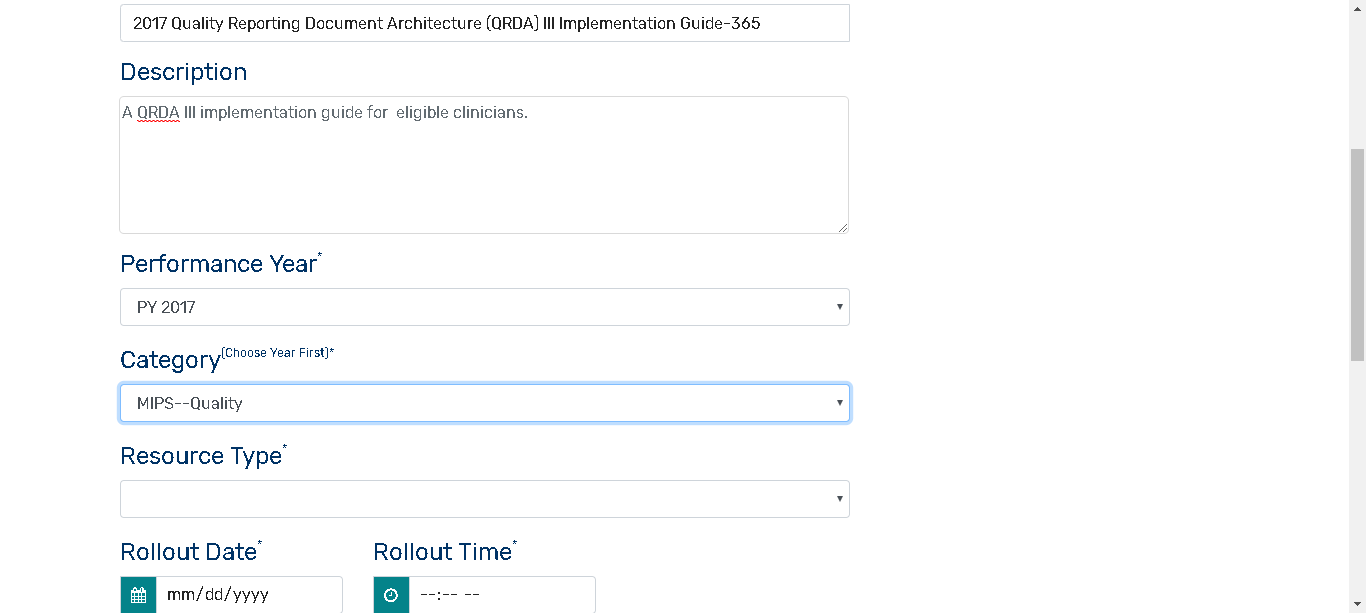 2017 Quality Reporting Document Architecture (QRDA) III Implementation Guide-365
Description
A QRDA III implementation guide for  eligible clinicians.
Performance Year*
PY 2017
Category(Choose Year First)*
MIPS--Quality
Resource Type*
Rollout Date* Rollout Time*
mm/dd/yyyy --:-- --